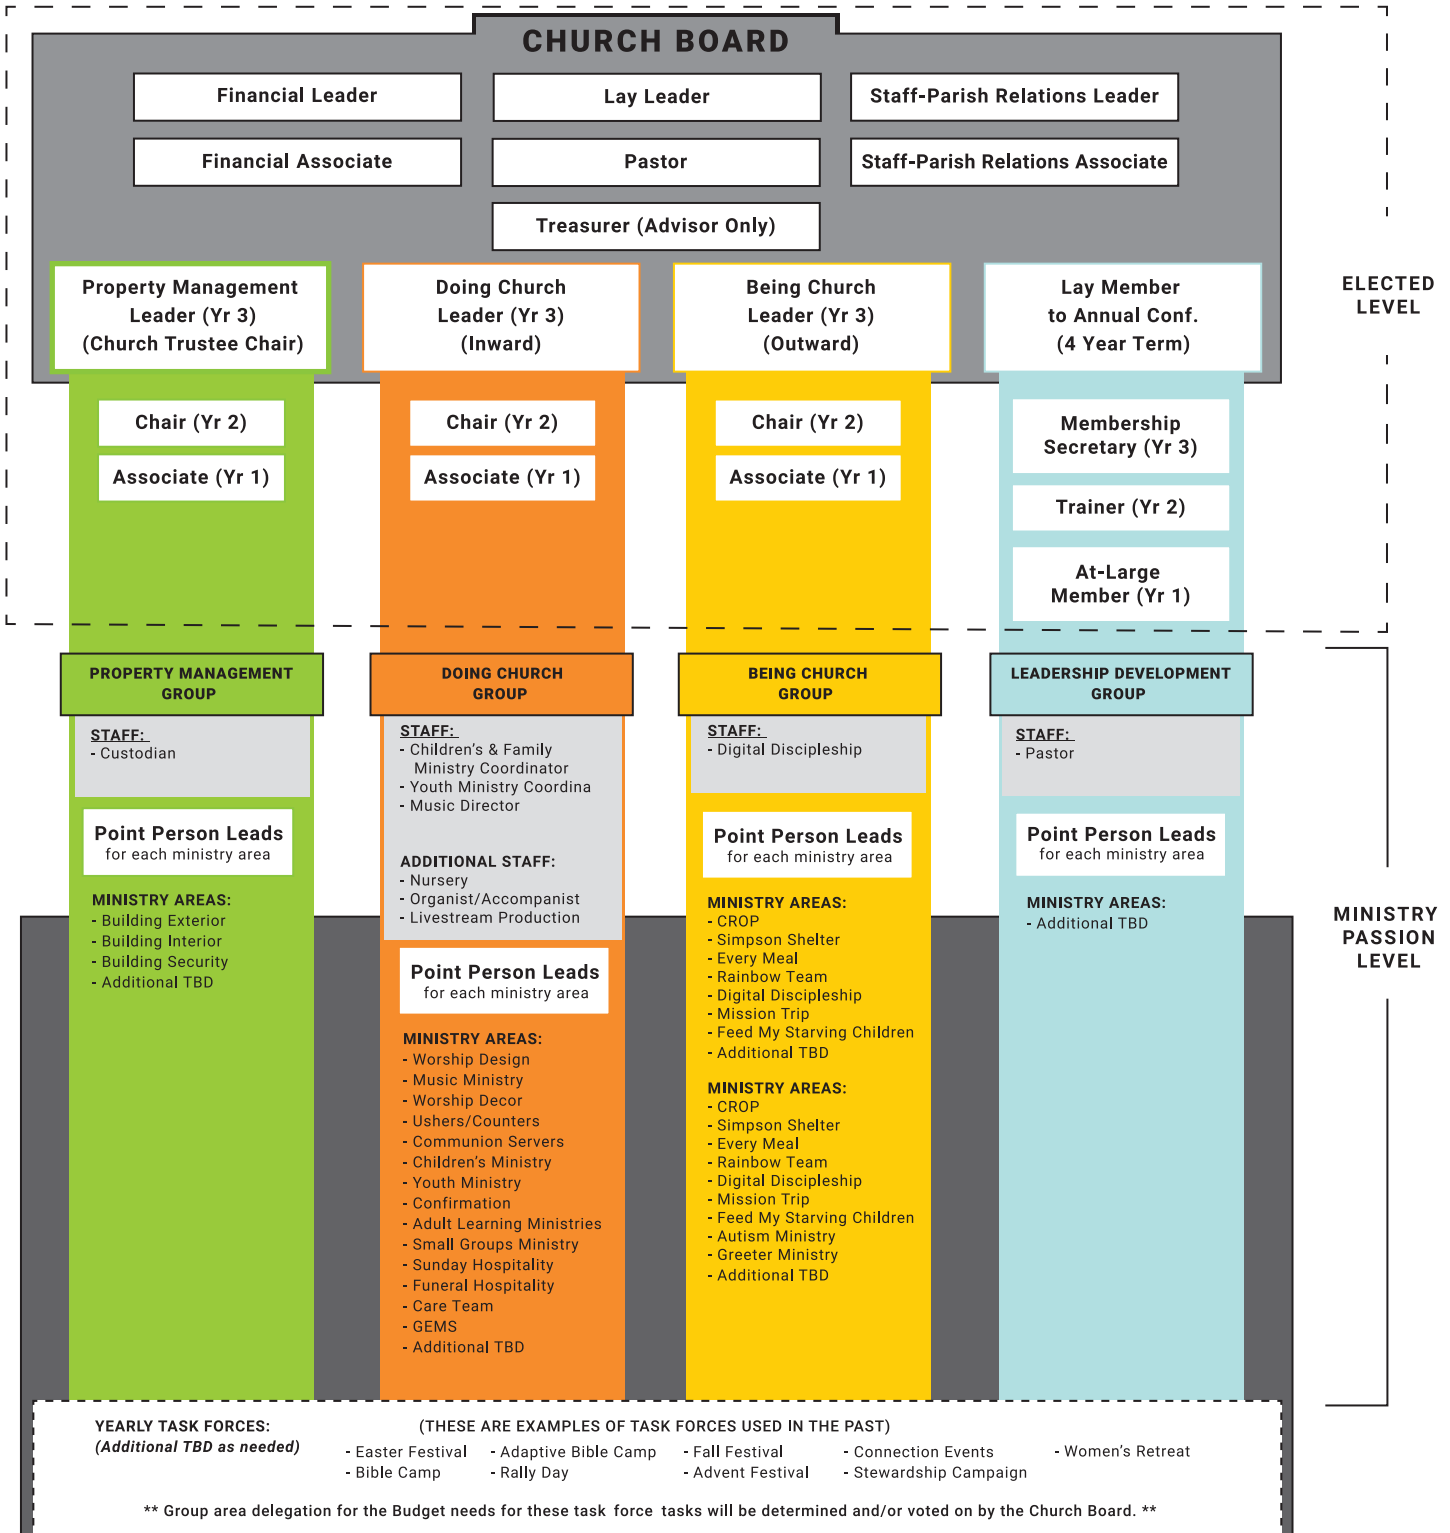 CHURCH BOARD
Financial Leader
Lay Leader
Staff-Parish Relations Leader
Financial Associate
Pastor
Staff-Parish Relations Associate
Treasurer (Advisor Only)
Property Management
Leader (Yr 3)
(Church Trustee Chair)
Doing Church
Leader (Yr 3)
(Inward)
Being Church
Leader (Yr 3)
(Outward)
Lay Member
to Annual Conf.
(4 Year Term)
ELECTED
LEVEL
Chair (Yr 2)
Associate (Yr 1)
Chair (Yr 2)
Associate (Yr 1)
Chair (Yr 2)
Associate (Yr 1)
Membership
Secretary (Yr 3)
Trainer (Yr 2)
At-Large
Member (Yr 1)
PROPERTY MANAGEMENT
GROUP
STAFF:
- Custodian
Point Person Leads
for each ministry area
MINISTRY AREAS:
- Building Exterior
- Building Interior
- Building Security
- Additional TBD
DOING CHURCH
GROUP
STAFF:
- Children's & Family
Ministry Coordinator
- Youth Ministry Coordina
- Music Director
ADDITIONAL STAFF:
- Nursery
- Organist/Accompanist
- Livestream Production
Point Person Leads
for each ministry area
MINISTRY AREAS:
- Worship Design
- Music Ministry
- Worship Decor
- Ushers/Counters
- Communion Servers
- Children's Ministry
- Youth Ministry
- Confirmation
- Adult Learning Ministries
- Small Groups Ministry
- Sunday Hospitality
- Funeral Hospitality
- Care Team
- GEMS
- Additional TBD
BEING CHURCH
GROUP
STAFF:
- Digital Discipleship
Point Person Leads
for each ministry area
MINISTRY AREAS:
- CROP
- Simpson Shelter
- Every Meal
- Rainbow Team
- Digital Discipleship
- Mission Trip
- Feed My Starving Children
- Additional TBD
MINISTRY AREAS:
- CROP
- Simpson Shelter
- Every Meal
- Rainbow Team
- Digital Discipleship
- Mission Trip
- Feed My Starving Children
- Autism Ministry
- Greeter Ministry
- Additional TBD
LEADERSHIP DEVELOPMENT
GROUP
STAFF:
- Pastor
Point Person Leads
for each ministry area
MINISTRY AREAS:
- Additional TBD
MINISTRY
PASSION
LEVEL
YEARLY TASK FORCES:
(Additional TBD as needed)
(THESE ARE EXAMPLES OF TASK FORCES USED IN THE PAST)
- Easter Festival
- Bible Camp
- Adaptive Bible Camp
- Rally Day
- Fall Festival
- Advent Festival
- Connection Events
- Stewardship Campaign
- Women's Retreat
** Group area delegation for the Budget needs for these task force tasks will be determined and/or voted on by the Church Board. **